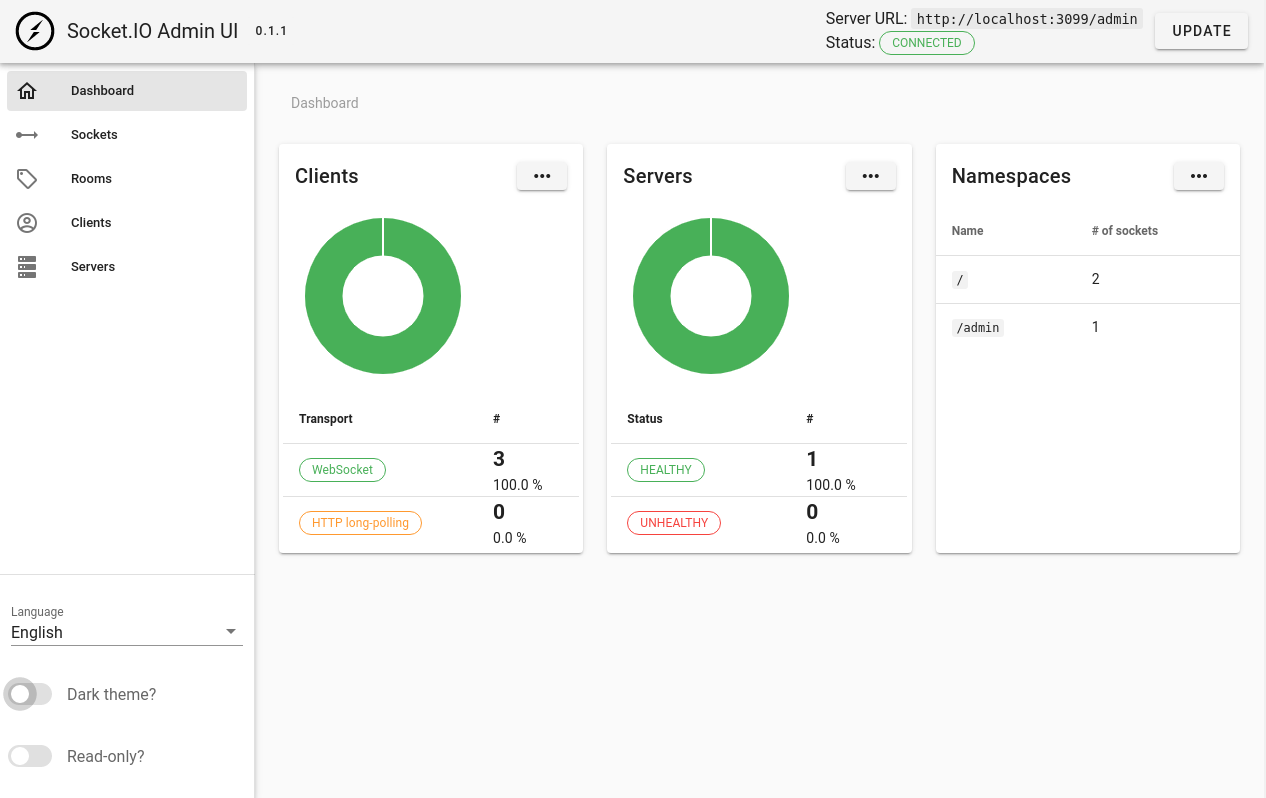 Socket.IO Admin UI 0.1.1
Server URL: http://localhost:3099/admin
Status: CONNECTED
UPDATE
Dashboard
Sockets
Rooms
Clients
Servers
Language
English
Dark theme?
Read-only?
Dashboard
Clients
Transport #
WebSocket 3
100.0 %
HTTP long-polling 0
0.0 %
Servers
Status #
HEALTHY 1
100.0 %
UNHEALTHY 0
0.0 %
Namespaces
Name # of sockets
/ 2
/admin 1